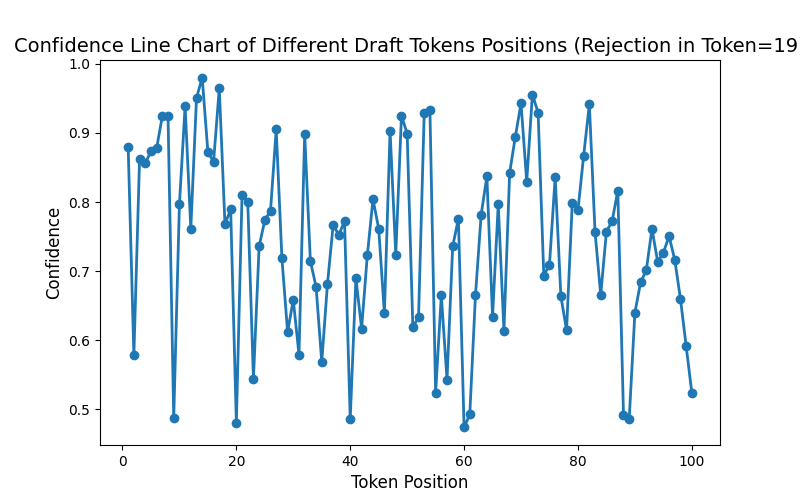 Confidence Line Chart of Different Draft Tokens Positions (Rejection in Token=19
1.0
0.9
0.8
0.7
0.6
0.5
Confidence
0 20 40 60 80 100
Token Position